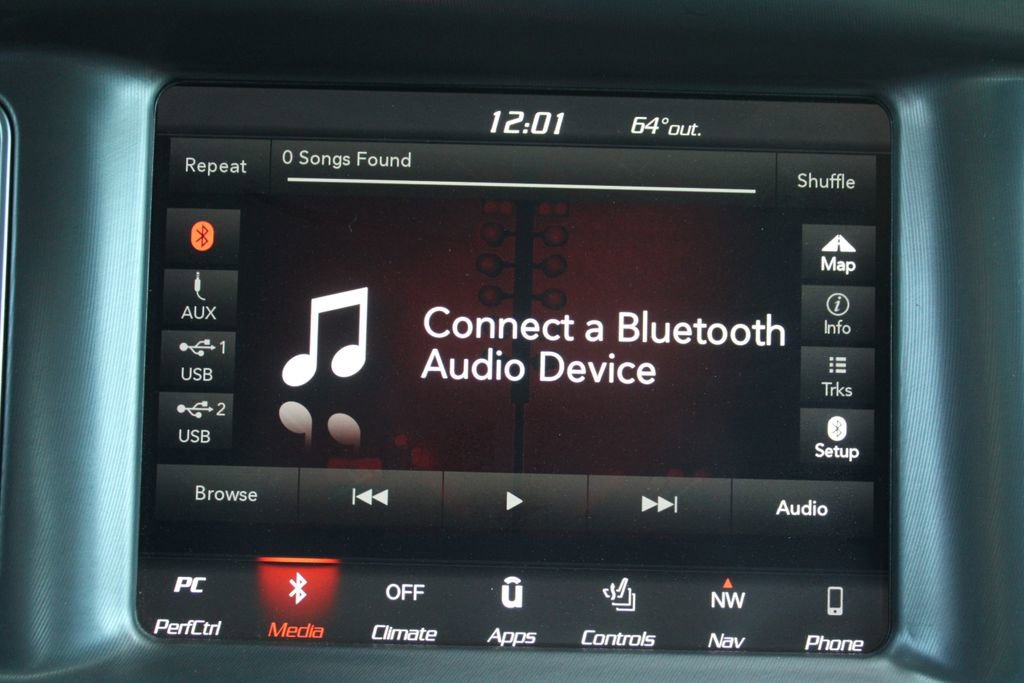 12:01 64°out.
Repeat
0 Songs Found
Shuffle
AUX
1
USB
2
USB
Connect a Bluetooth
Audio Device
Map
i
Info
Trks
Setup
Browse
Audio
PC
PerfCtrl
Media
OFF
Climate
ū
Apps
Controls
NW
Nav
Phone